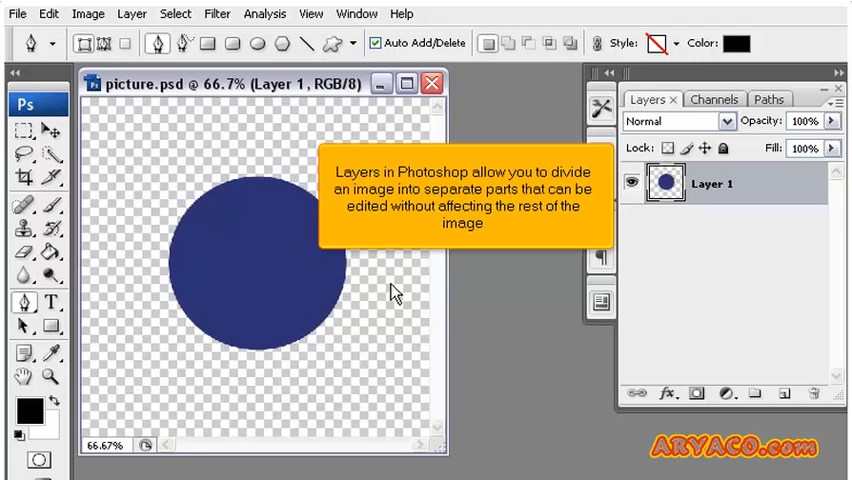 File Edit Image Layer Select Filter Analysis View Window Help
Auto Add/Delete Style: Color:
Ps picture.psd @ 66.7% (Layer 1, RGB/8)
Ps
Layers x Channels Paths
Normal Opacity: 100%
Lock: Fill: 100%
Layer 1
Layers in Photoshop allow you to divide
an image into separate parts that can be
edited without affecting the rest of the
image
T
66.67%
fx
ARYACO.com